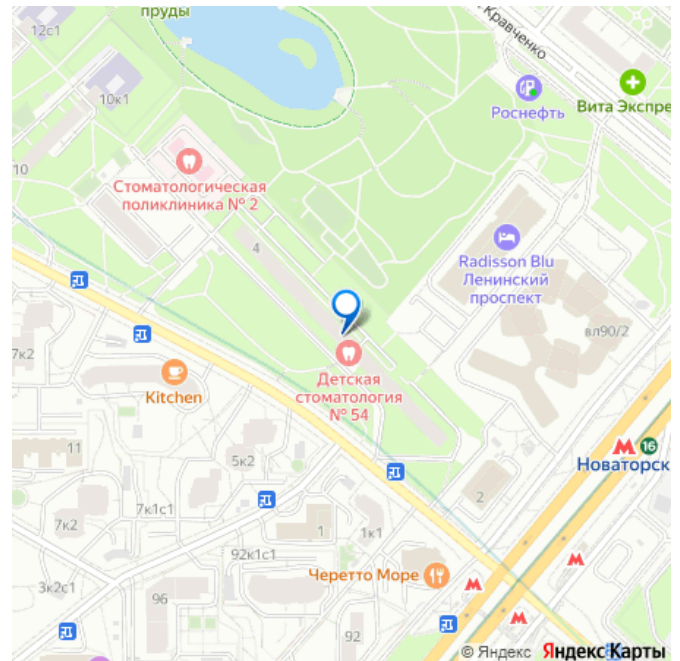 пруды
12с1
Кравченко
Роснефть
Вита Экспре
10к1
10
Стоматологическая
поликлиника № 2
4
Radisson Blu
Ленинский
проспект
вл90/2
7к2
Kitchen
Детская
стоматология
№ 54
16
Новаторск
11
5к2
2
7к1с1
7к2
1
1к1
92к1с1
Черетто Море
3к2с1
96
92
© Яндекс Яндекс Карты